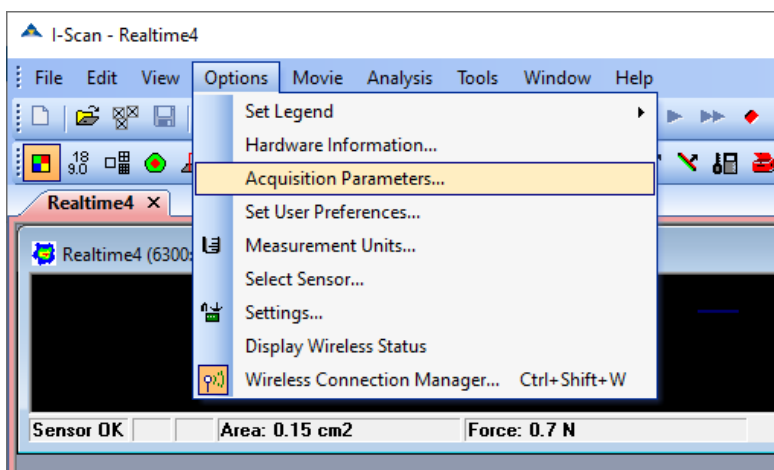 I-Scan - Realtime4
File Edit View Options Movie Analysis Tools Window Help
Set Legend
Hardware Information...
18
9.0
Acquisition Parameters...
Realtime4 X
Set User Preferences...
Realtime4 (6300:
Measurement Units...
Select Sensor...
Settings...
Display Wireless Status
Wireless Connection Manager... Ctrl+Shift+W
Sensor OK Area: 0.15 cm2 Force: 0.7 N